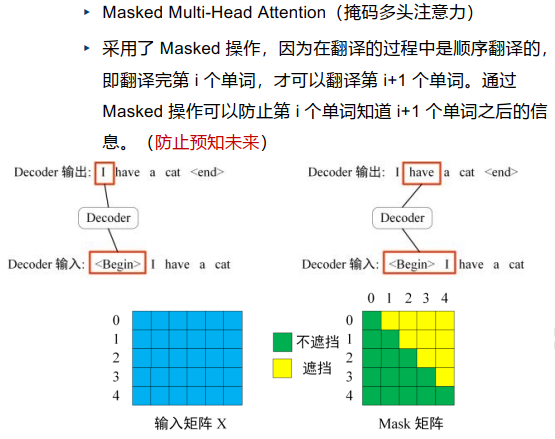 ▸ Masked Multi-Head Attention（掩码多头注意力）
▸ 采用了 Masked 操作，因为在翻译的过程中是顺序翻译的，
即翻译完第 i 个单词，才可以翻译第 i+1 个单词。通过
Masked 操作可以防止第 i 个单词知道 i+1 个单词之后的信
息。（防止预知未来）
Decoder 输出: I have a cat <end>
Decoder
Decoder 输入: <Begin> I have a cat
Decoder 输出: I have a cat <end>
Decoder
Decoder 输入: <Begin> I have a cat
0
1
2
3
4
输入矩阵 X
不遮挡
遮挡
0 1 2 3 4
0
1
2
3
4
Mask 矩阵